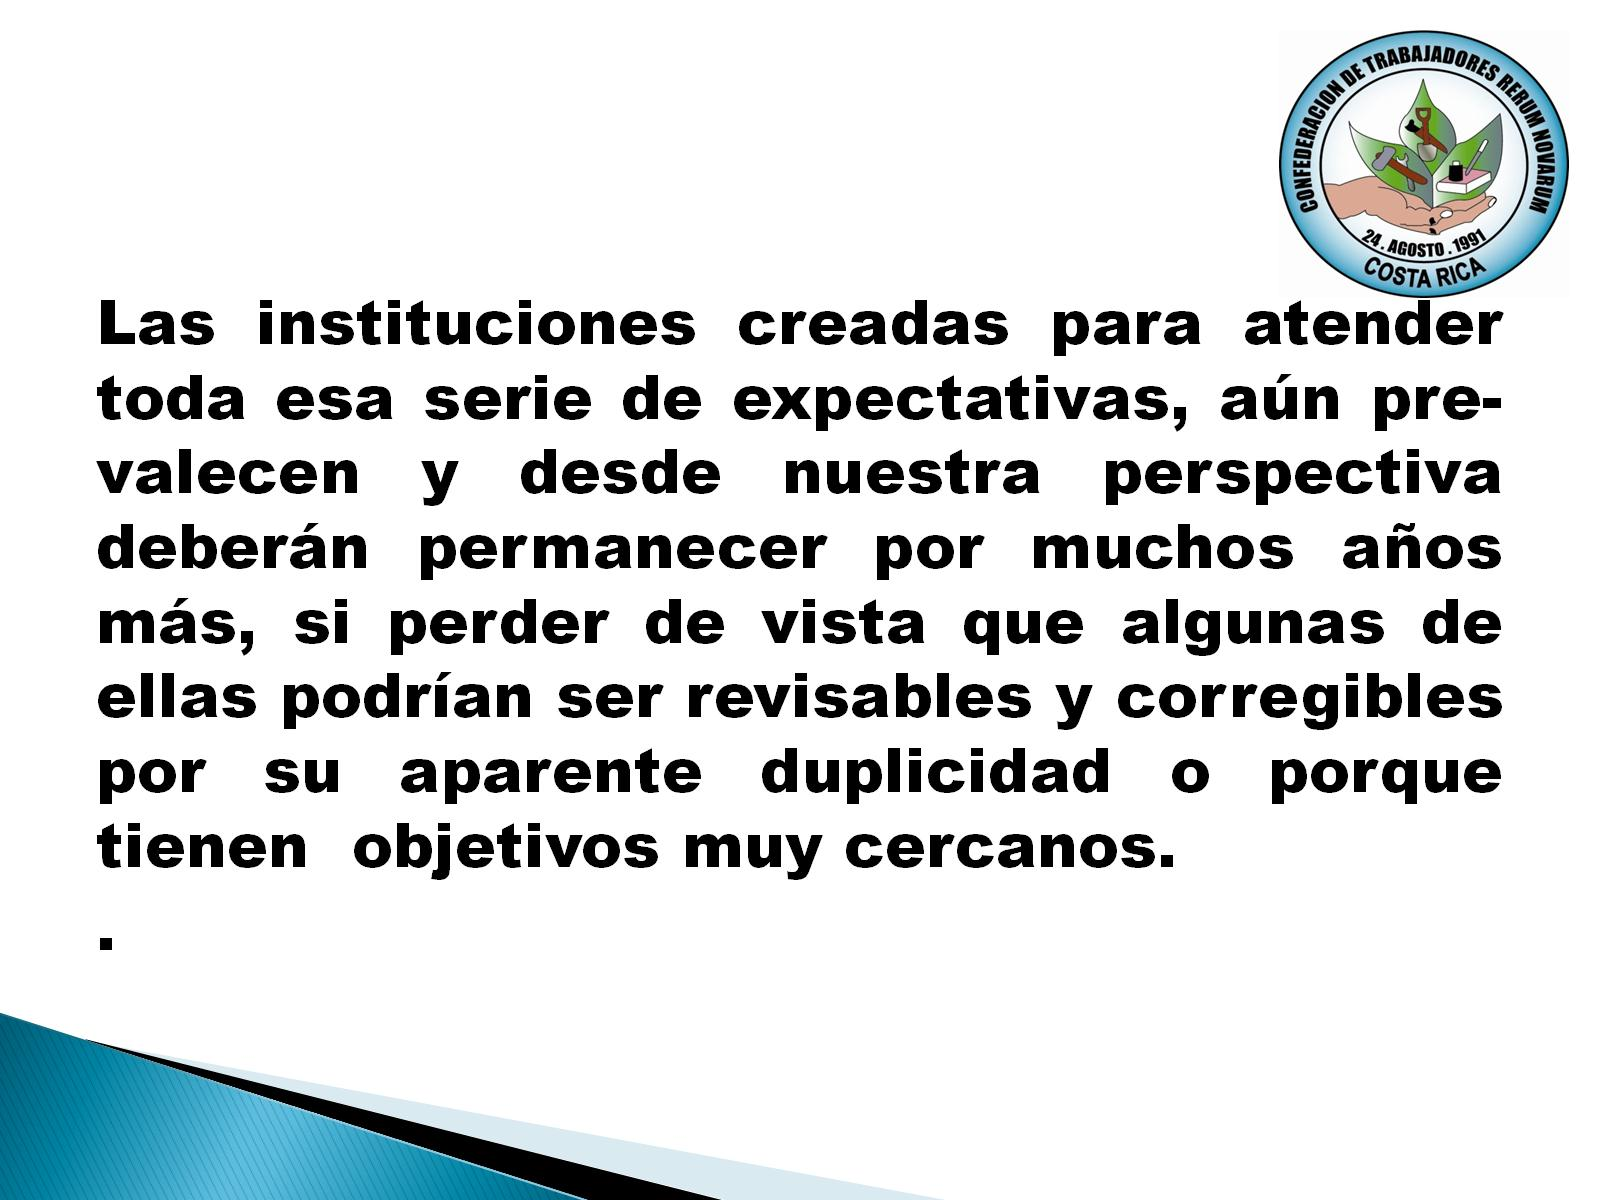 CONFEDERACION DE TRABAJADORES RERUM NOVARUM
24 . AGOSTO . 1991
COSTA RICA
Las instituciones creadas para atender
toda esa serie de expectativas, aún pre-
valecen y desde nuestra perspectiva
deberán permanecer por muchos años
más, si perder de vista que algunas de
ellas podrían ser revisables y corregibles
por su aparente duplicidad o porque
tienen  objetivos muy cercanos.
.